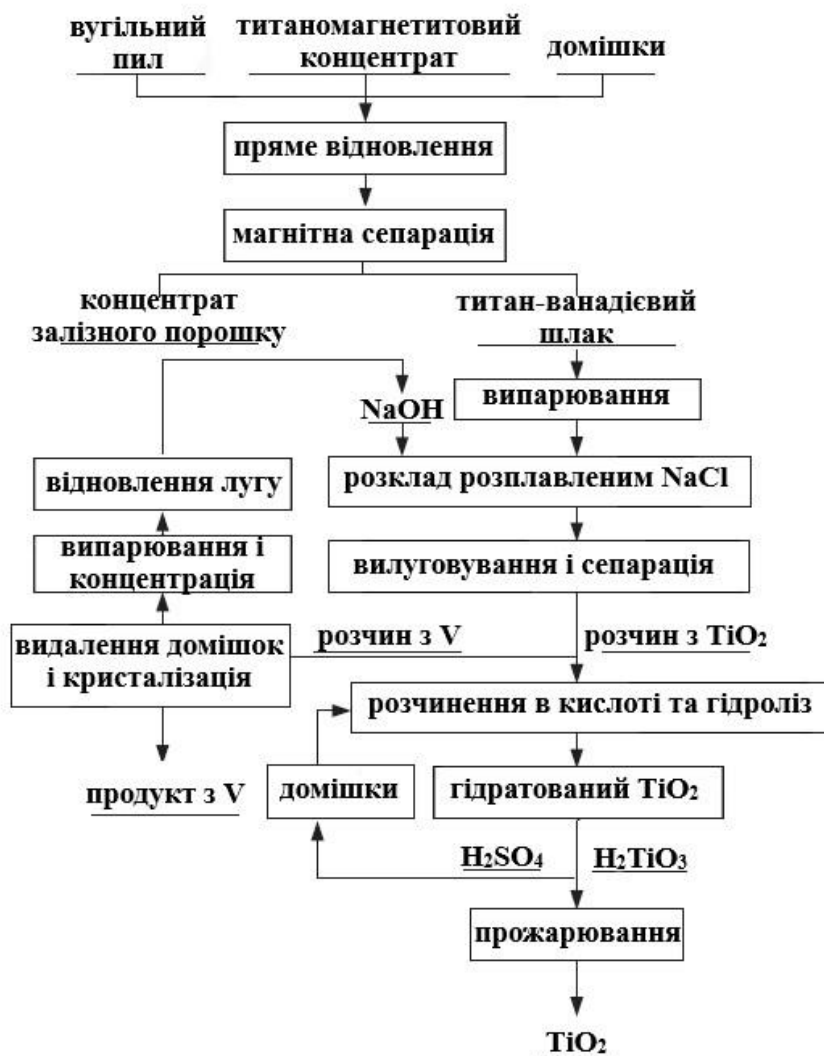 вугільний
пил
титаномагнетитовий
концентрат
домішки
пряме відновлення
магнітна сепарація
концентрат
залізного порошку
титан-ванадієвий
шлак
NaOH
випарювання
відновлення лугу
розклад розплавленим NaCl
випарювання і
концентрація
вилуговування і сепарація
видалення домішок
і кристалізація
розчин з V
розчин з TiO₂
розчинення в кислоті та гідроліз
продукт з V
домішки
гідратований TiO₂
H₂SO₄
H₂TiO₃
прожарювання
TiO₂